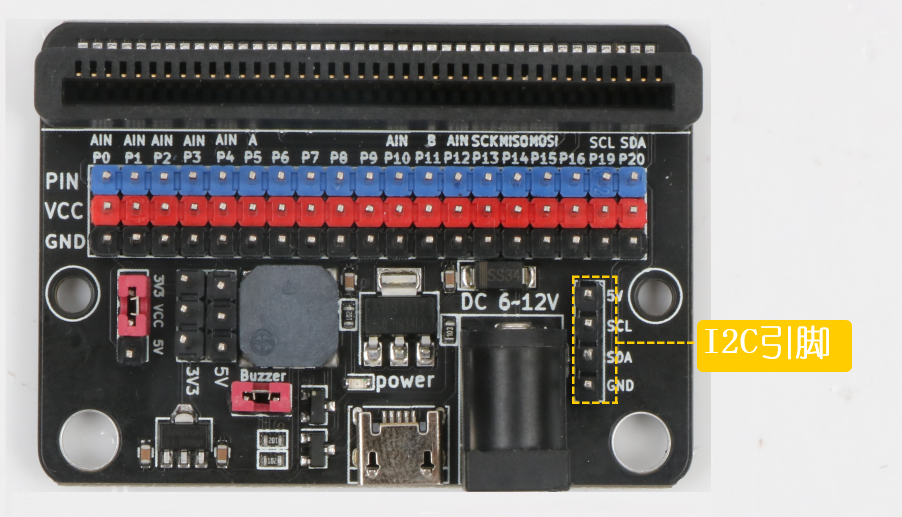 AIN AIN AIN AIN AIN A AIN B AIN SCK MISO MOSI SCL SDA
P0 P1 P2 P3 P4 P5 P6 P7 P8 P9 P10 P11 P12 P13 P14 P15 P16 P19 P20
PIN
VCC
GND
3V3 VCC 5V
3V3
5V
Buzzer
power
SS34
DC 6~12V
5V
SCL
SDA
GND
I2C引脚